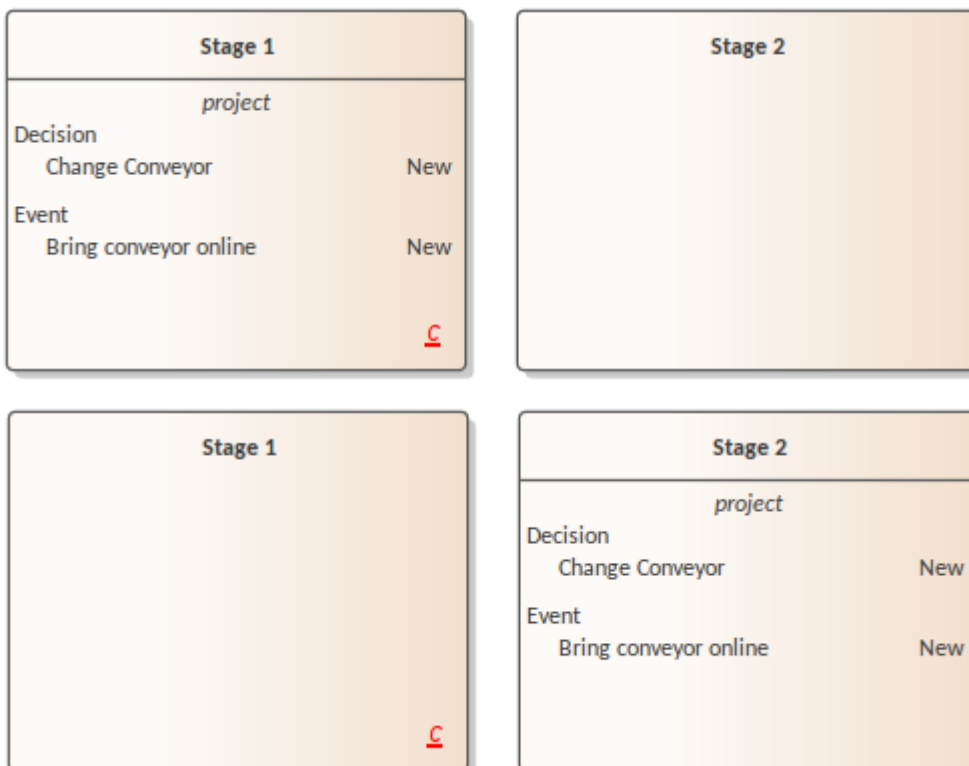 Stage 1
project
Decision
Change Conveyor New
Event
Bring conveyor online New
C
Stage 2
Stage 1
C
Stage 2
project
Decision
Change Conveyor New
Event
Bring conveyor online New